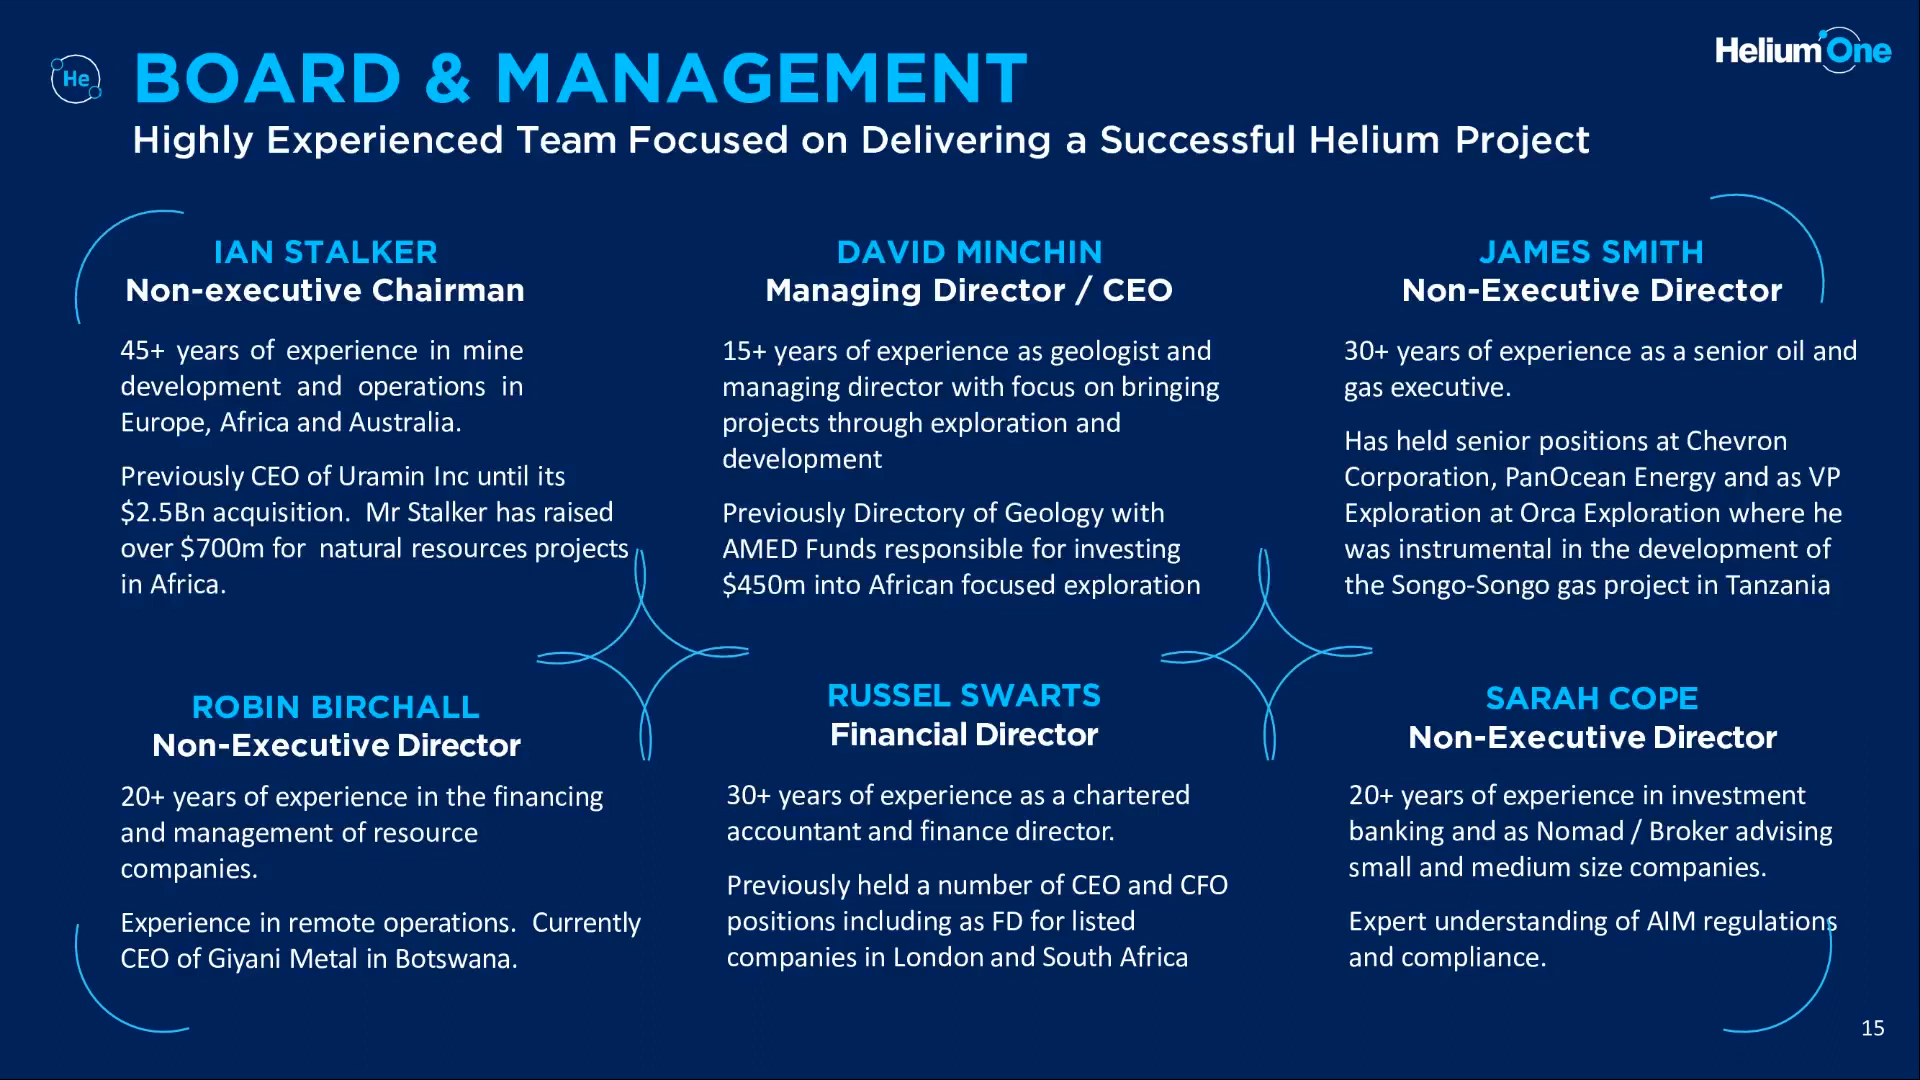 He
BOARD & MANAGEMENT
Helium One
Highly Experienced Team Focused on Delivering a Successful Helium Project
IAN STALKER
Non-executive Chairman
45+ years of experience in mine
development and operations in
Europe, Africa and Australia.
Previously CEO of Uramin Inc until its
$2.5Bn acquisition. Mr Stalker has raised
over $700m for natural resources projects
in Africa.
DAVID MINCHIN
Managing Director / CEO
15+ years of experience as geologist and
managing director with focus on bringing
projects through exploration and
development
Previously Directory of Geology with
AMED Funds responsible for investing
$450m into African focused exploration
JAMES SMITH
Non-Executive Director
30+ years of experience as a senior oil and
gas executive.
Has held senior positions at Chevron
Corporation, PanOcean Energy and as VP
Exploration at Orca Exploration where he
was instrumental in the development of
the Songo-Songo gas project in Tanzania
ROBIN BIRCHALL
Non-Executive Director
20+ years of experience in the financing
and management of resource
companies.
Experience in remote operations. Currently
CEO of Giyani Metal in Botswana.
RUSSEL SWARTS
Financial Director
30+ years of experience as a chartered
accountant and finance director.
Previously held a number of CEO and CFO
positions including as FD for listed
companies in London and South Africa
SARAH COPE
Non-Executive Director
20+ years of experience in investment
banking and as Nomad / Broker advising
small and medium size companies.
Expert understanding of AIM regulations
and compliance.
15